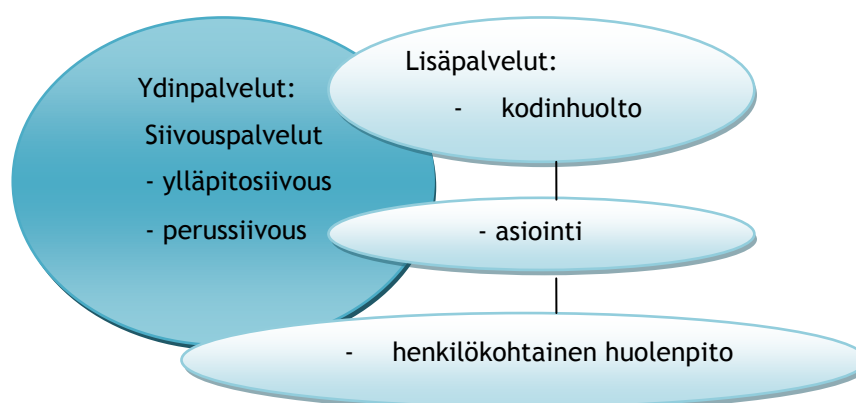 Ydinpalvelut:
Siivouspalvelut
- ylläpitosiivous
- perussiivous
Lisäpalvelut:
- kodinhuolto
- asiointi
- henkilökohtainen huolenpito